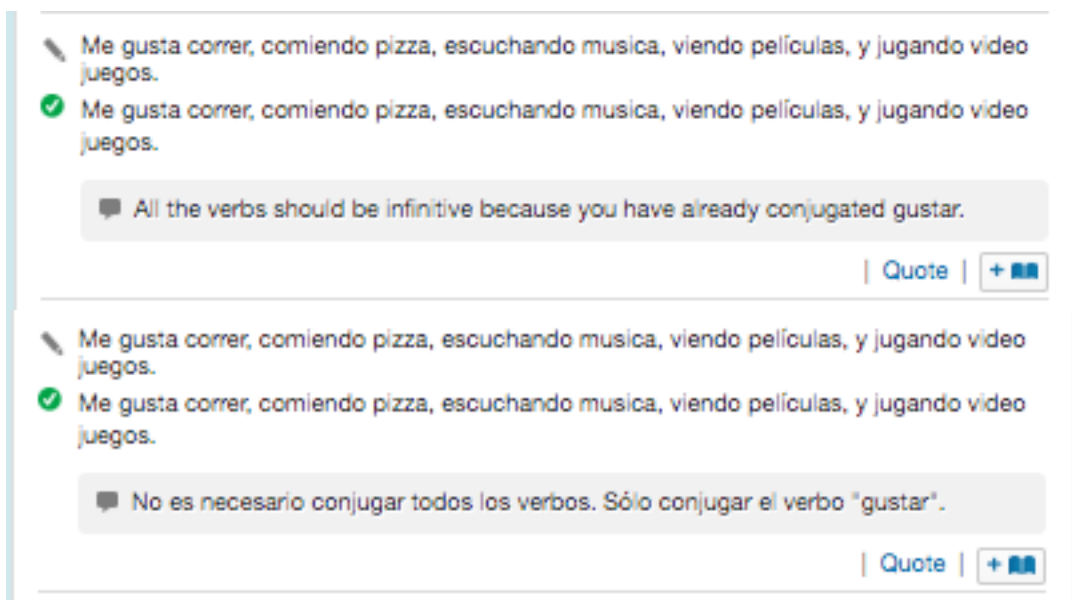 Me gusta correr, comiendo pizza, escuchando musica, viendo películas, y jugando video
juegos.
Me gusta correr, comiendo pizza, escuchando musica, viendo películas, y jugando video
juegos.
All the verbs should be infinitive because you have already conjugated gustar.
| Quote | +
Me gusta correr, comiendo pizza, escuchando musica, viendo películas, y jugando video
juegos.
Me gusta correr, comiendo pizza, escuchando musica, viendo películas, y jugando video
juegos.
No es necesario conjugar todos los verbos. Sólo conjugar el verbo "gustar".
| Quote | +